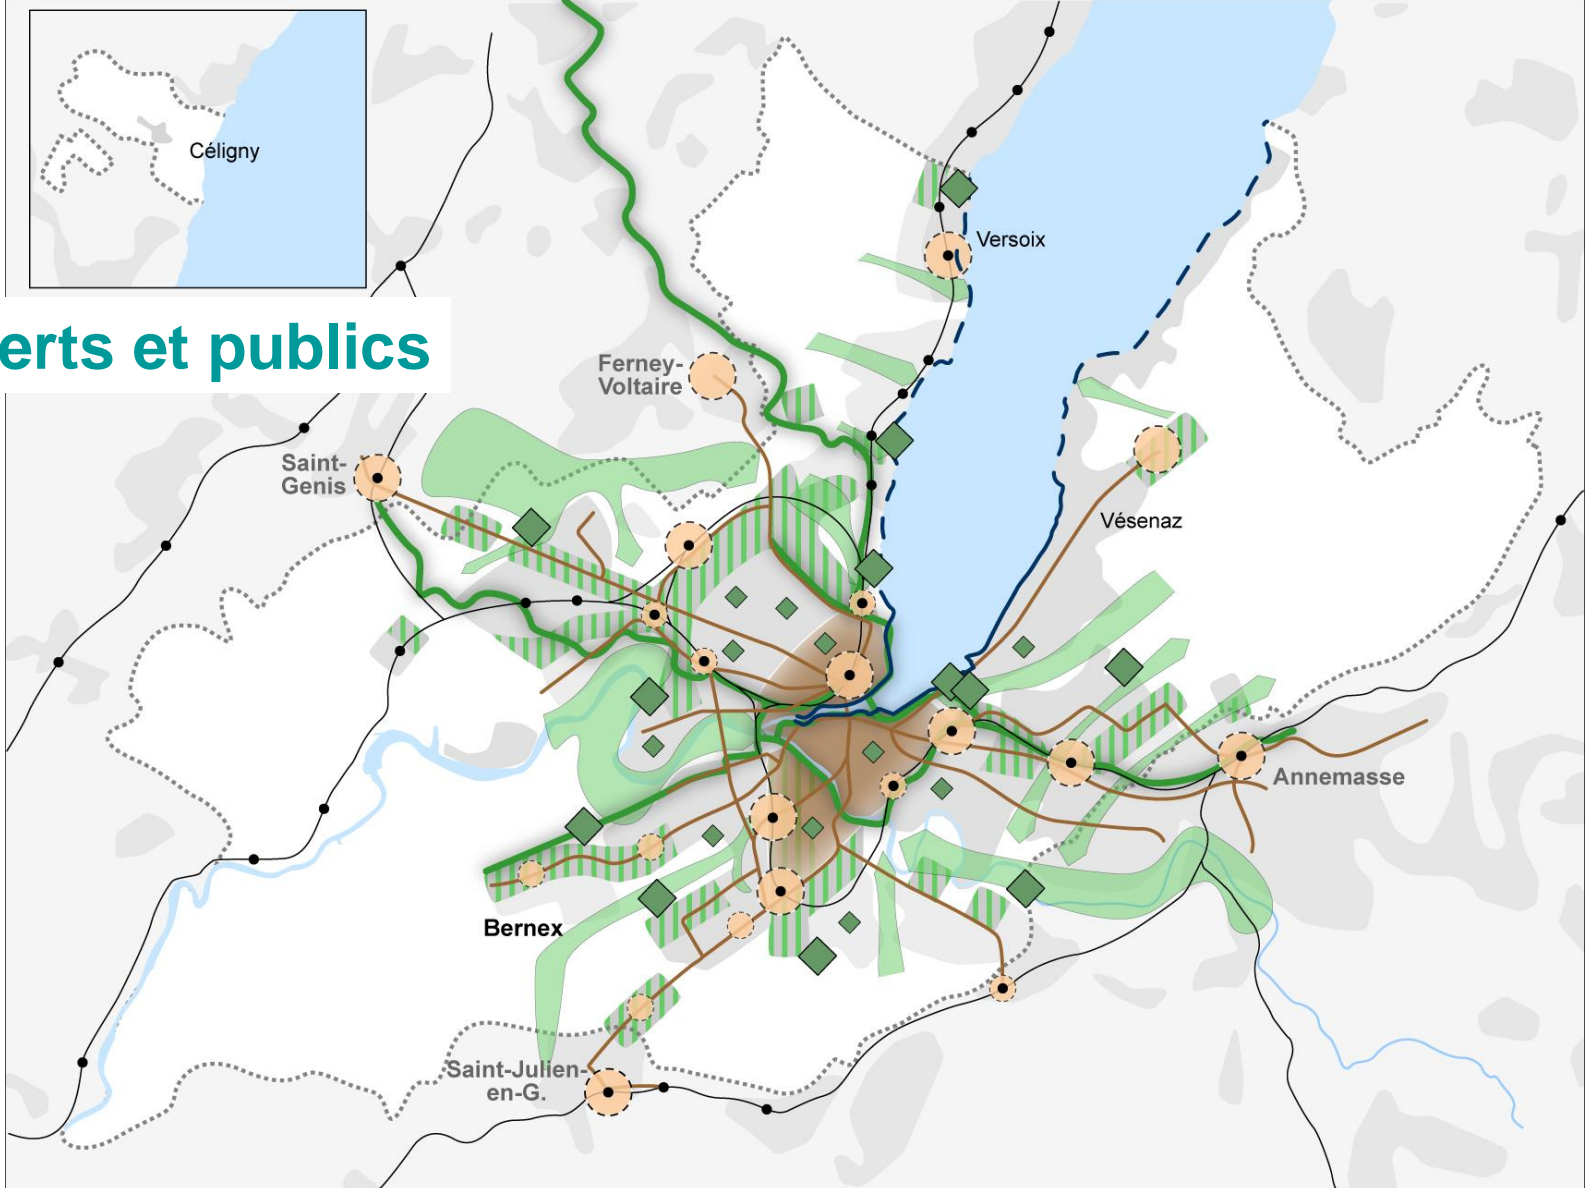 Céligny
Versoix
erts et publics
Ferney-
Voltaire
Saint-
Genis
Vésenaz
Annemasse
Bernex
Saint-Julien-
en-G.